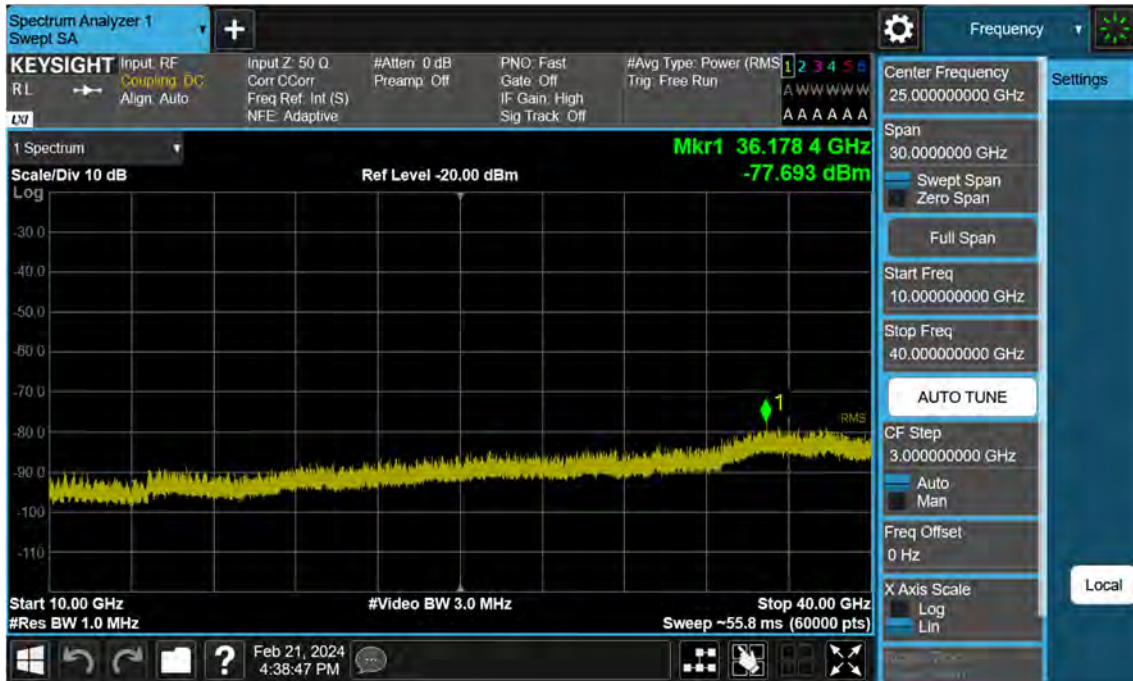 Spectrum Analyzer 1
Swept SA
Frequency
KEYSIGHT
RL
LXI
Input: RF
Coupling: DC
Align: Auto
Input Z: 50 Ω
Corr CCorr
Freq Ref: Int (S)
NFE: Adaptive
#Atten: 0 dB
Preamp: Off
PNO: Fast
Gate: Off
IF Gain: High
Sig Track: Off
#Avg Type: Power (RMS
Trig: Free Run
1 2 3 4 5 6
A W W W W W
A A A A A A
1 Spectrum
Scale/Div 10 dB
Ref Level -20.00 dBm
Mkr1 36.178 4 GHz
-77.693 dBm
Log
-30.0
-40.0
-50.0
-60.0
-70.0
-80.0
-90.0
-100
-110
1
RMS
Start 10.00 GHz
#Video BW 3.0 MHz
Stop 40.00 GHz
#Res BW 1.0 MHz
Sweep ~55.8 ms (60000 pts)
Feb 21, 2024
4:38:47 PM
Center Frequency
25.000000000 GHz
Settings
Span
30.0000000 GHz
Swept Span
Zero Span
Full Span
Start Freq
10.000000000 GHz
Stop Freq
40.000000000 GHz
AUTO TUNE
CF Step
3.000000000 GHz
Auto
Man
Freq Offset
0 Hz
X Axis Scale
Log
Lin
Local